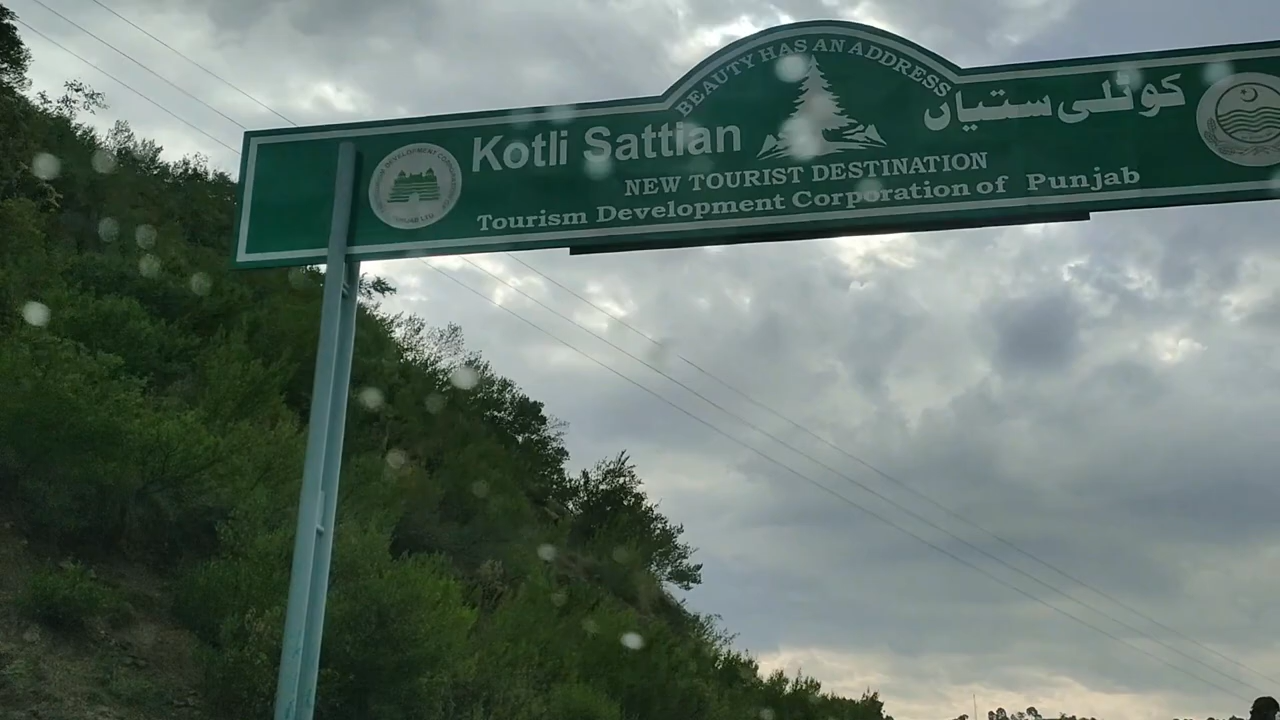 BEAUTY HAS AN ADDRESS
Kotli Sattian
کوٹلی ستیاں
NEW TOURIST DESTINATION
Tourism Development Corporation of Punjab